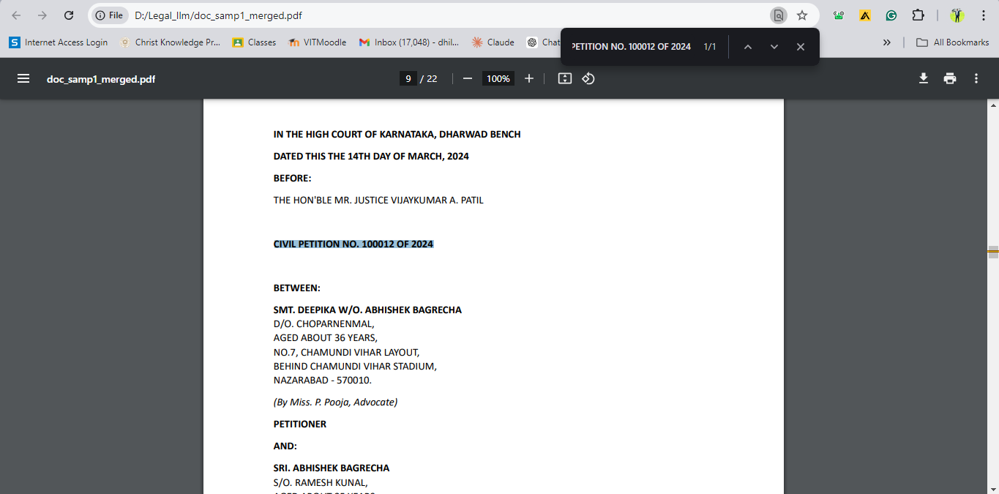 File
D:/Legal_llm/doc_samp1_merged.pdf
Internet Access Login
Christ Knowledge Pr...
Classes
VITMoodle
Inbox (17,048) - dhil...
Claude
Chat
PETITION NO. 100012 OF 2024 1/1
All Bookmarks
doc_samp1_merged.pdf
9 / 22
100%
IN THE HIGH COURT OF KARNATAKA, DHARWAD BENCH
DATED THIS THE 14TH DAY OF MARCH, 2024
BEFORE:
THE HON'BLE MR. JUSTICE VIJAYKUMAR A. PATIL
CIVIL PETITION NO. 100012 OF 2024
BETWEEN:
SMT. DEEPIKA W/O. ABHISHEK BAGRECHA
D/O. CHOPARNENMAL,
AGED ABOUT 36 YEARS,
NO.7, CHAMUNDI VIHAR LAYOUT,
BEHIND CHAMUNDI VIHAR STADIUM,
NAZARABAD - 570010.
(By Miss. P. Pooja, Advocate)
PETITIONER
AND:
SRI. ABHISHEK BAGRECHA
S/O. RAMESH KUNAL,